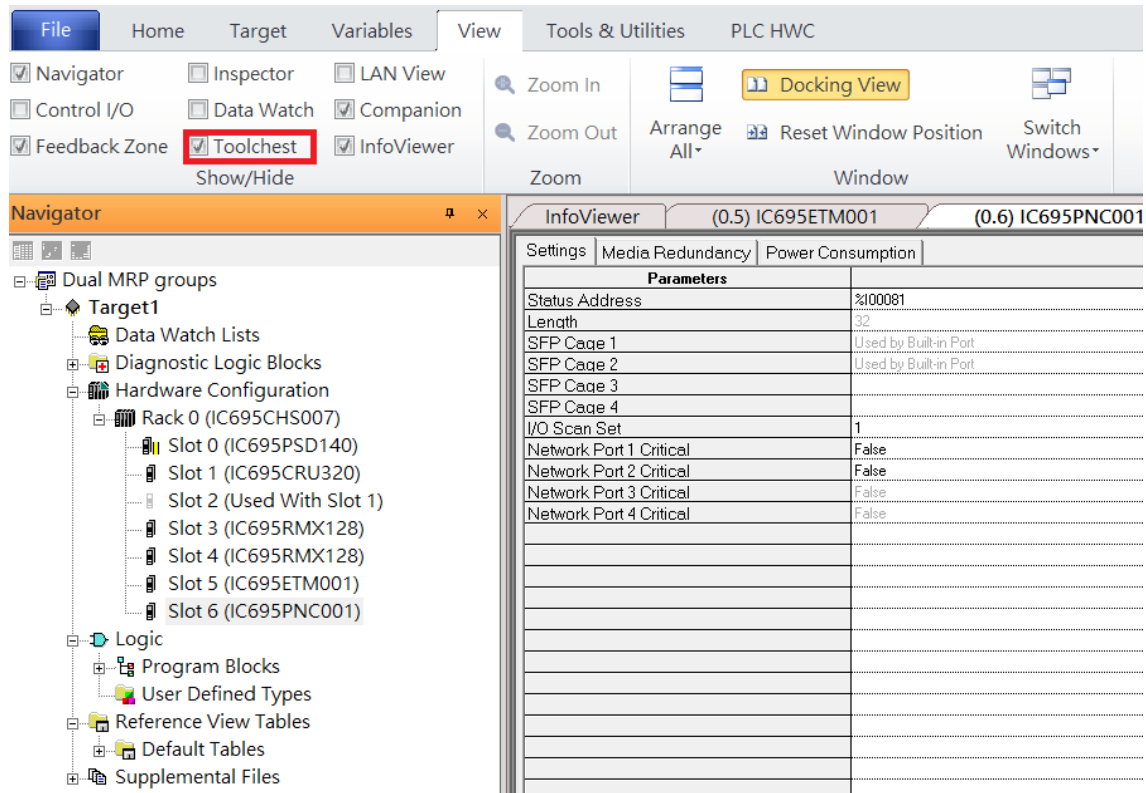 File Home Target Variables View Tools & Utilities PLC HWC
Navigator Inspector LAN View Zoom In Docking View
Control I/O Data Watch Companion
Feedback Zone Toolchest InfoViewer Zoom Out Arrange All Reset Window Position Switch Windows
Show/Hide Zoom Window
Navigator
InfoViewer (0.5) IC695ETM001 (0.6) IC695PNC001
Settings Media Redundancy Power Consumption
Parameters
Status Address %I00081
Length 32
SFP Cage 1 Used by Built-in Port
SFP Cage 2 Used by Built-in Port
SFP Cage 3
SFP Cage 4
I/O Scan Set 1
Network Port 1 Critical False
Network Port 2 Critical False
Network Port 3 Critical False
Network Port 4 Critical False
Dual MRP groups
Target1
Data Watch Lists
Diagnostic Logic Blocks
Hardware Configuration
Rack 0 (IC695CHS007)
Slot 0 (IC695PSD140)
Slot 1 (IC695CRU320)
Slot 2 (Used With Slot 1)
Slot 3 (IC695RMX128)
Slot 4 (IC695RMX128)
Slot 5 (IC695ETM001)
Slot 6 (IC695PNC001)
Logic
Program Blocks
User Defined Types
Reference View Tables
Default Tables
Supplemental Files